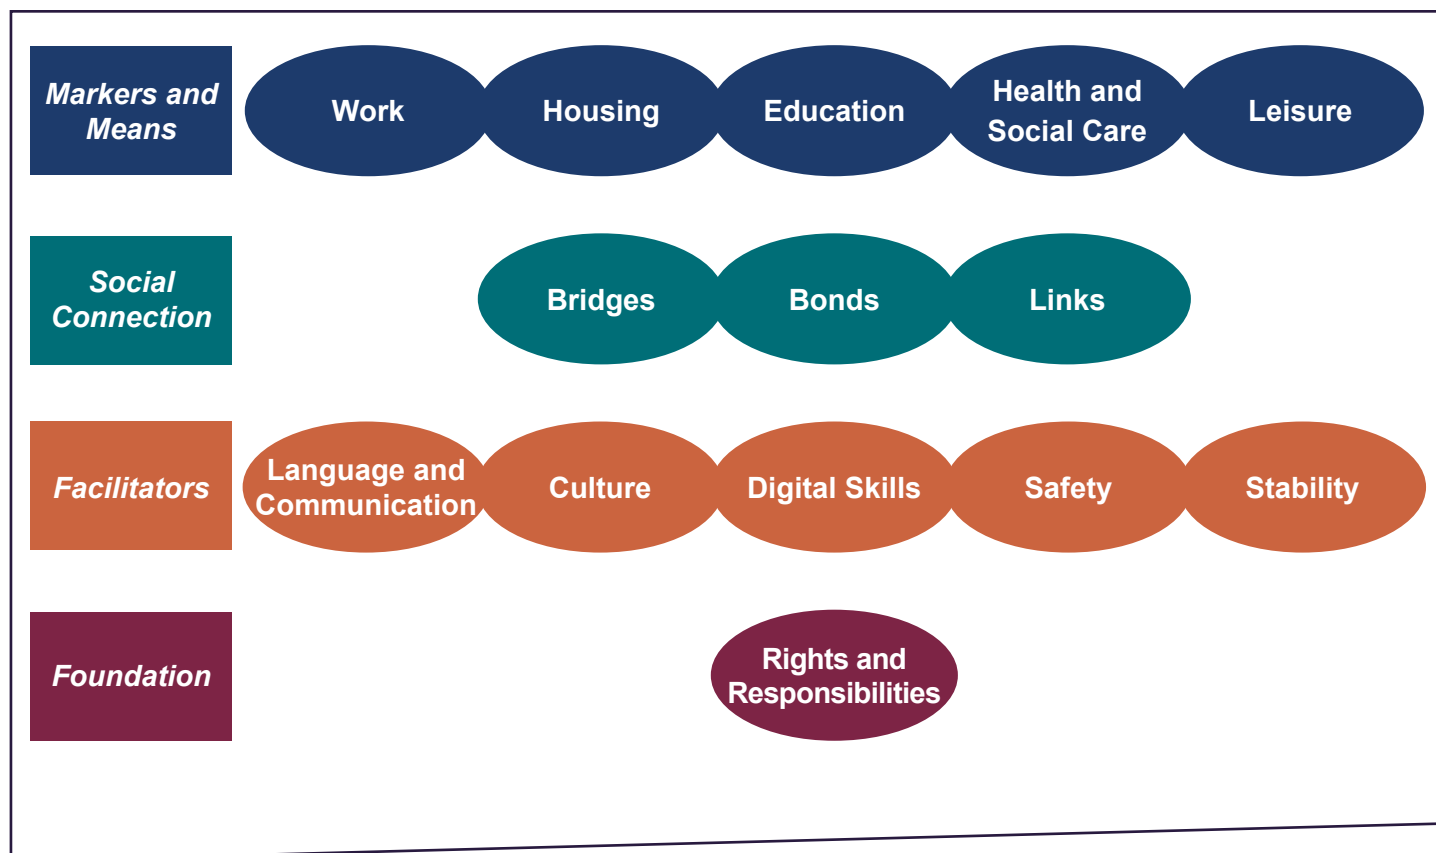 Markers and
Means
Work
Housing
Education
Health and
Social Care
Leisure
Social
Connection
Bridges
Bonds
Links
Facilitators
Language and
Communication
Culture
Digital Skills
Safety
Stability
Foundation
Rights and
Responsibilities